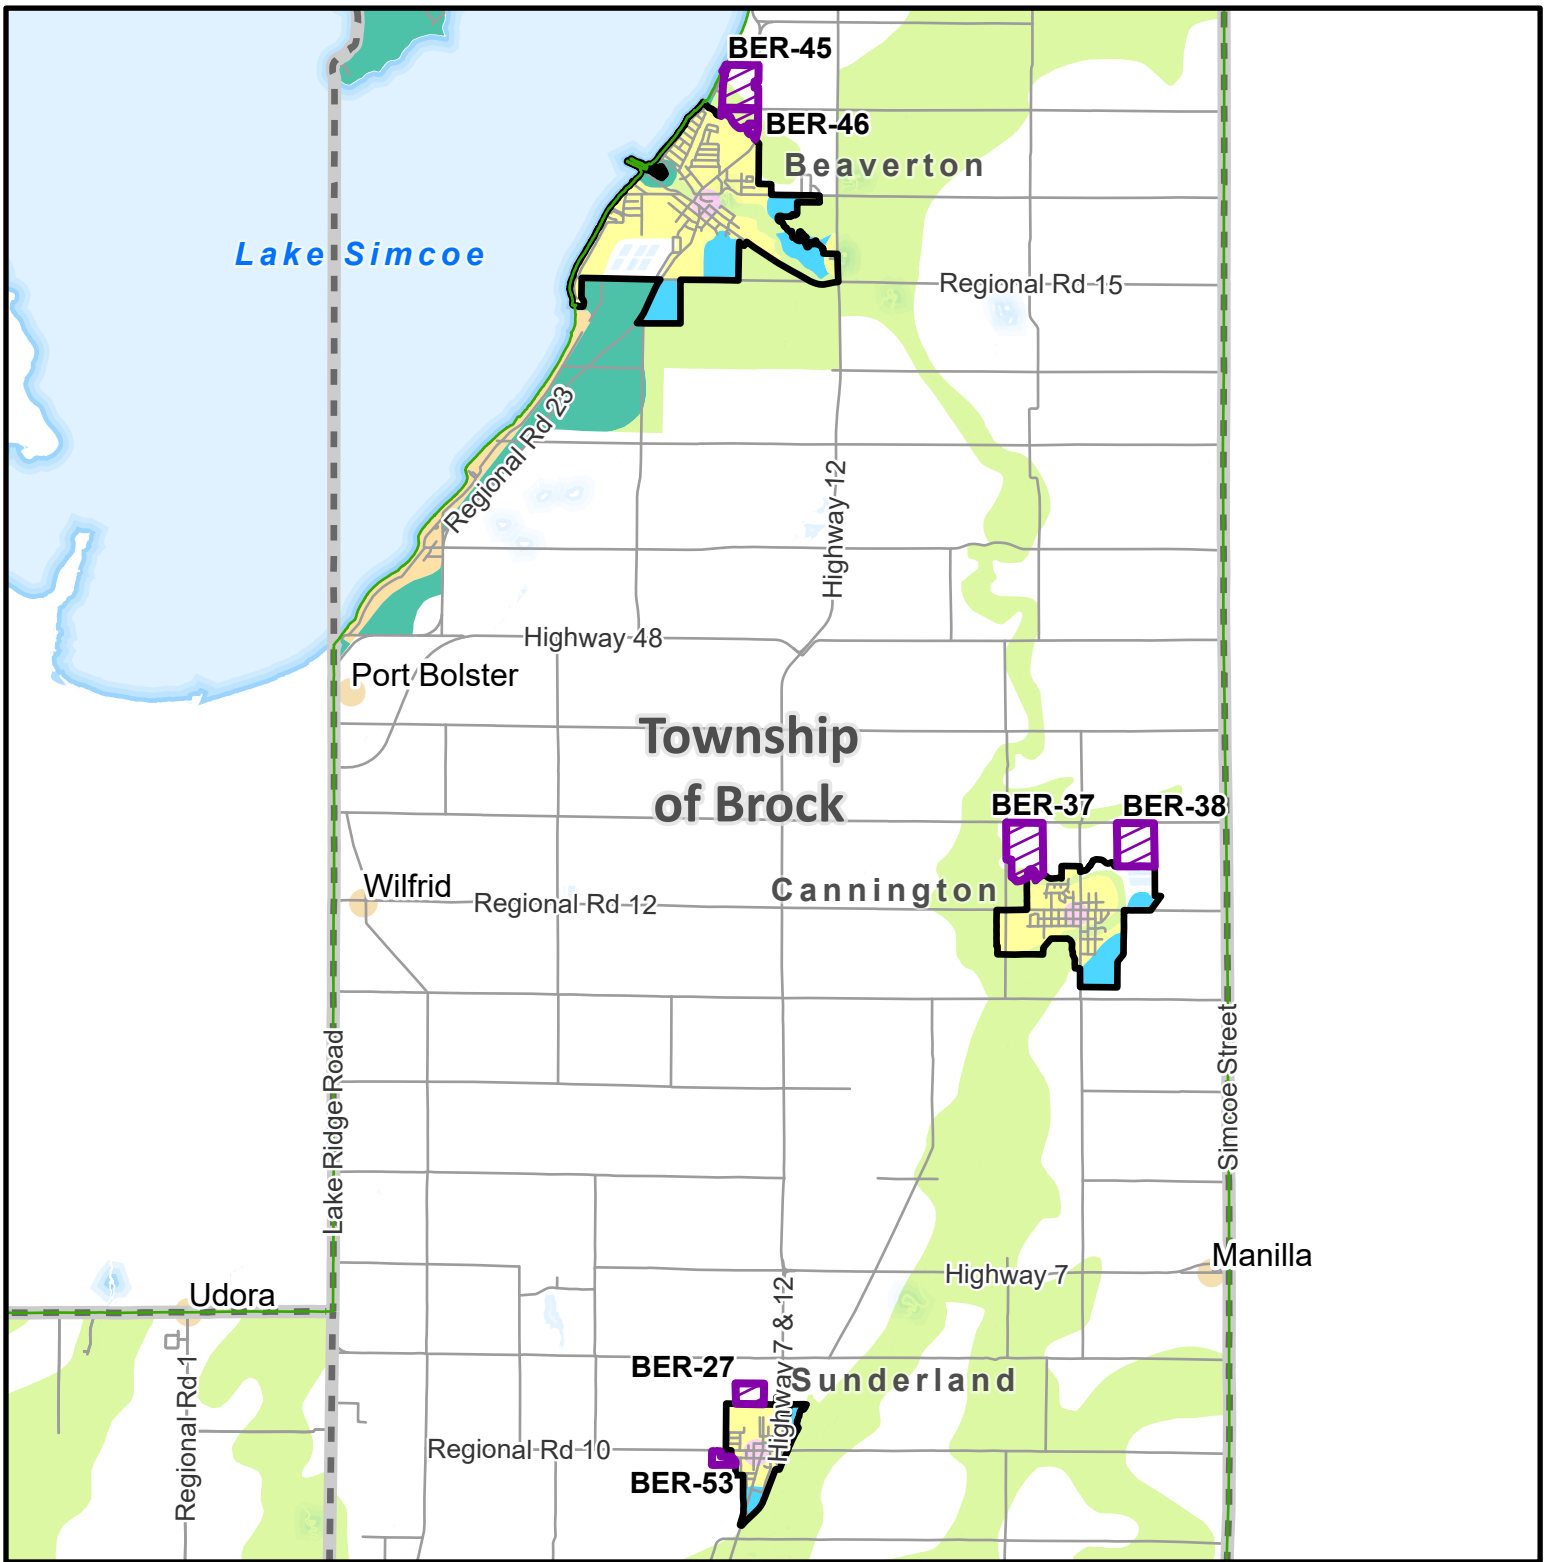 BER-45
BER-46
Beaverton
Lake Simcoe
Regional Rd 15
Regional Rd 23
Highway 12
Highway 48
Port Bolster
Township
of Brock
BER-37
BER-38
Wilfrid
Cannington
Regional Rd 12
Lake Ridge Road
Simcoe Street
Manilla
Highway 7
Udora
Highway 7 & 12
Regional Rd 1
BER-27
Sunderland
Regional Rd 10
BER-53